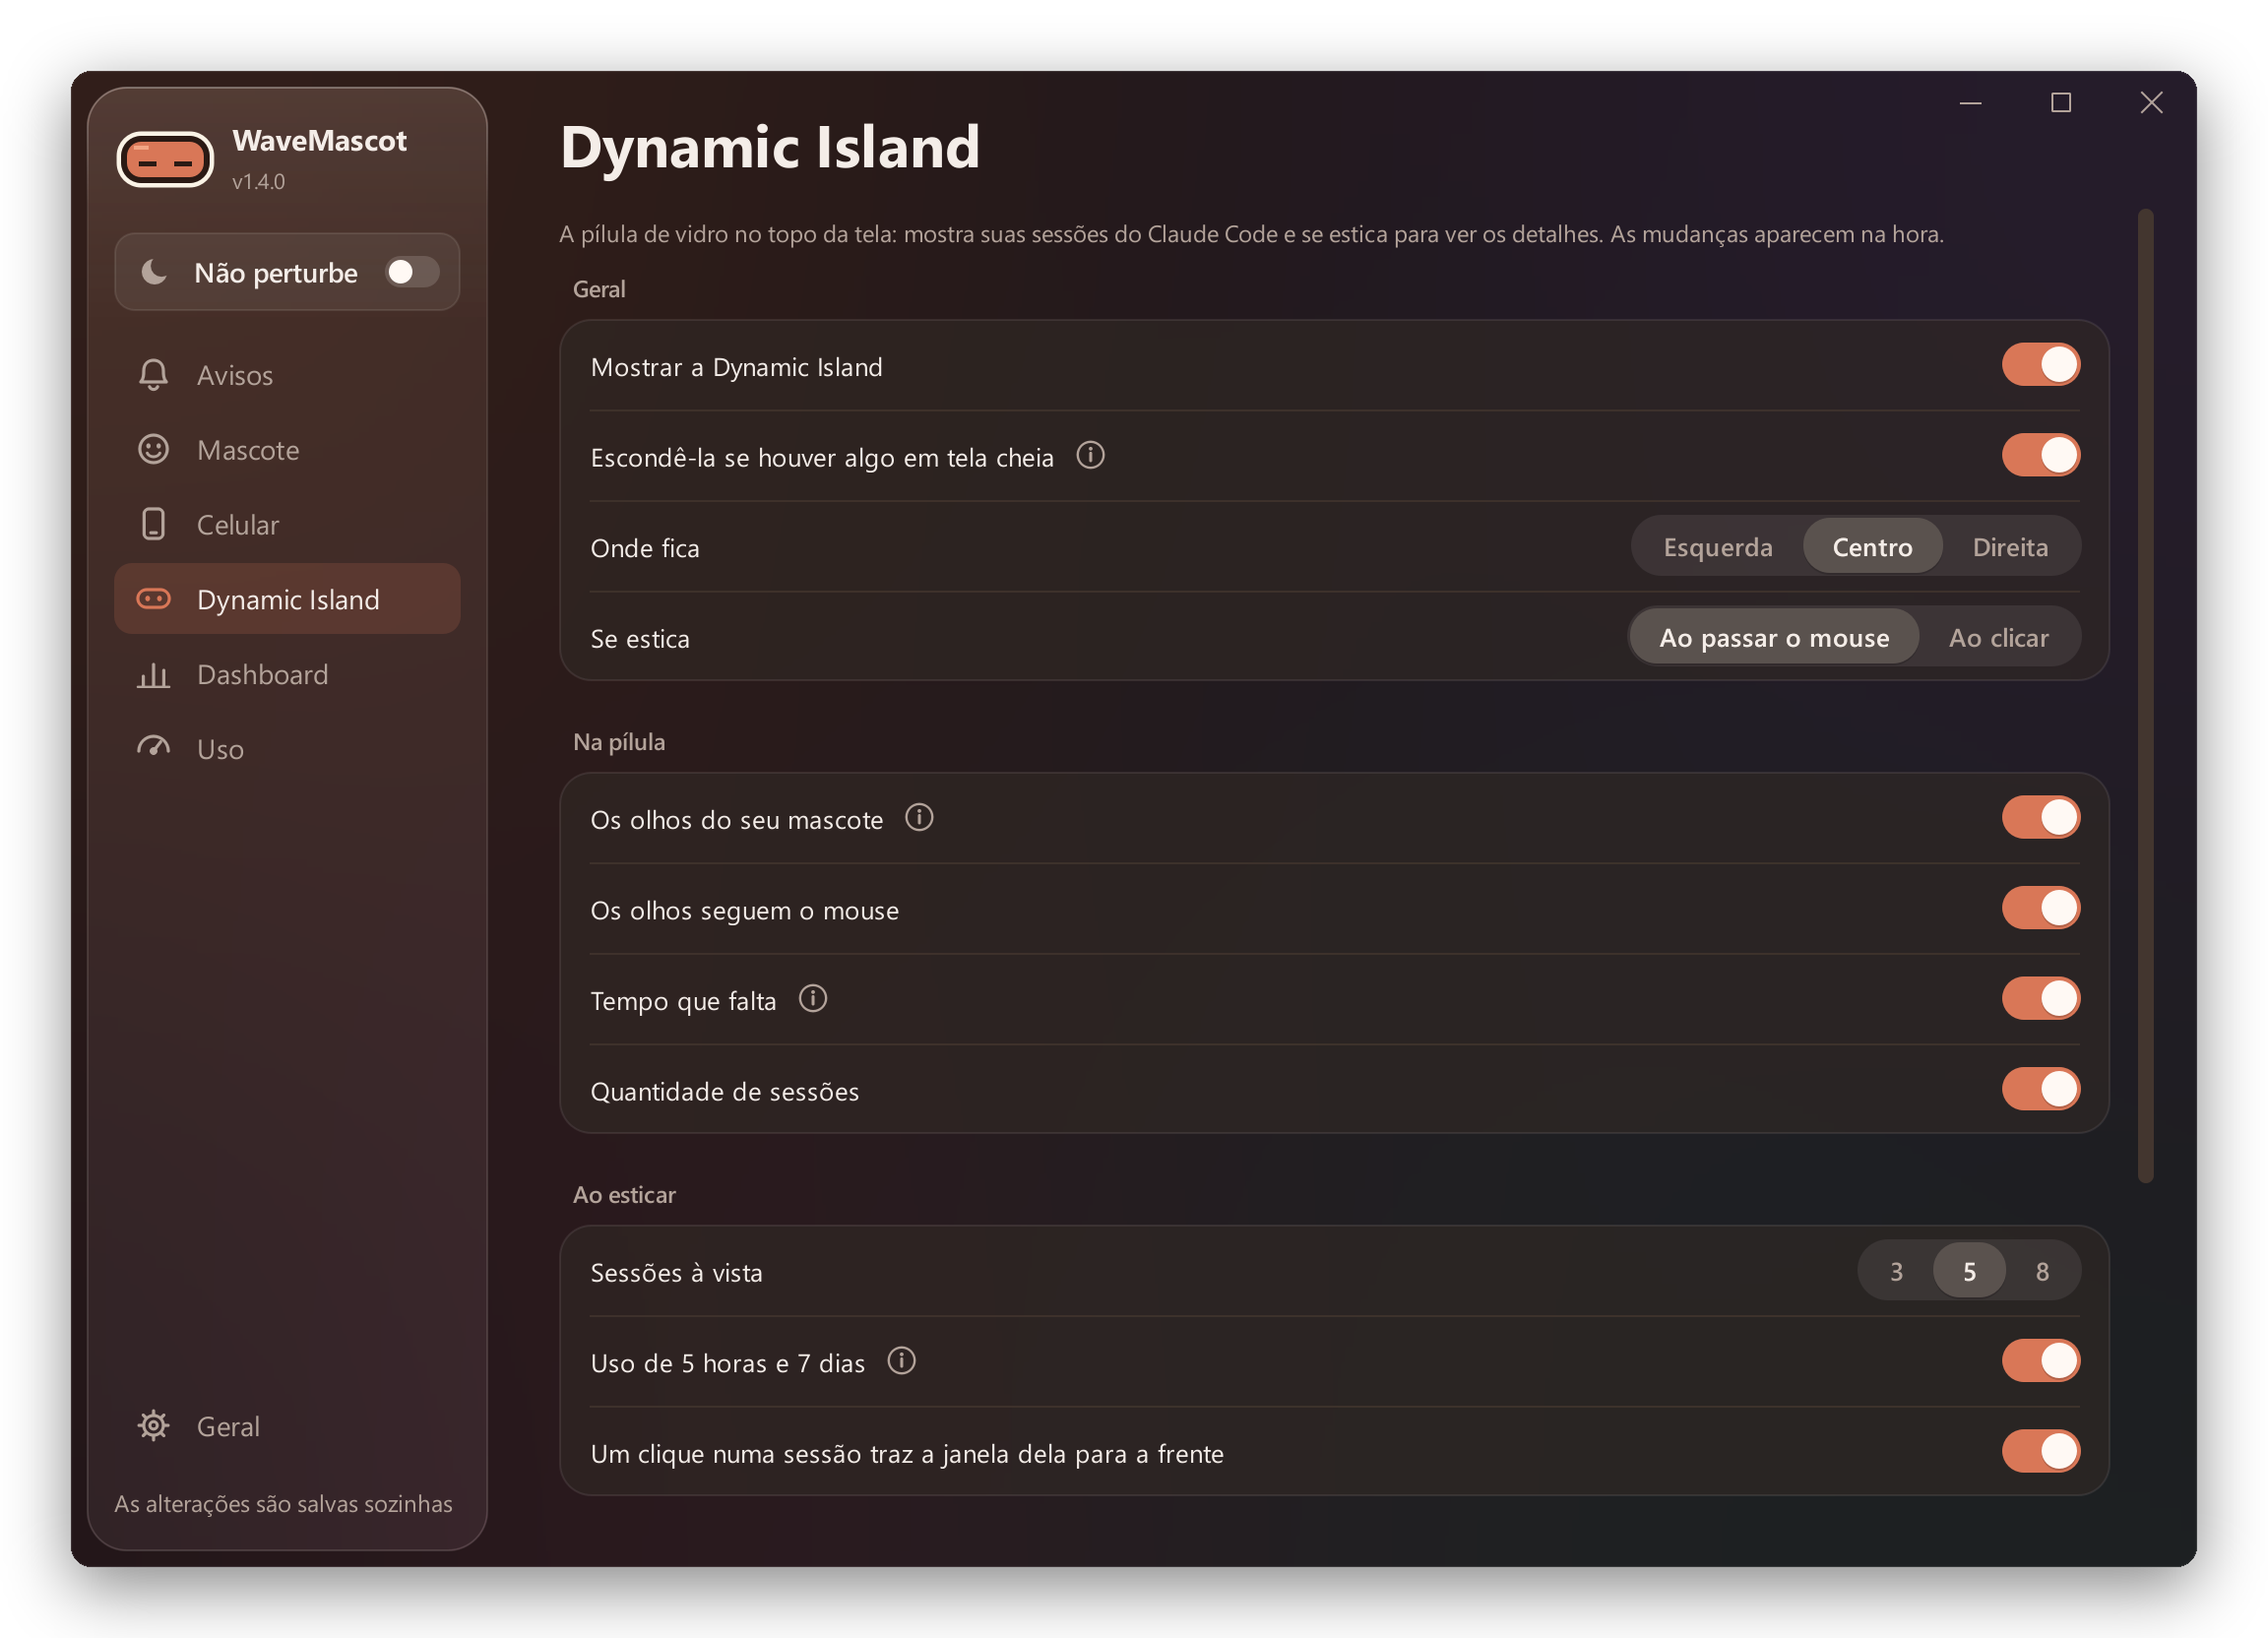 WaveMascot
v1.4.0
Não perturbe
Avisos
Mascote
Celular
Dynamic Island
Dashboard
Uso
Geral
As alterações são salvas sozinhas
Dynamic Island
A pílula de vidro no topo da tela: mostra suas sessões do Claude Code e se estica para ver os detalhes. As mudanças aparecem na hora.
Geral
Mostrar a Dynamic Island
Escondê-la se houver algo em tela cheia
Onde fica Esquerda Centro Direita
Se estica Ao passar o mouse Ao clicar
Na pílula
Os olhos do seu mascote
Os olhos seguem o mouse
Tempo que falta
Quantidade de sessões
Ao esticar
Sessões à vista 3 5 8
Uso de 5 horas e 7 dias
Um clique numa sessão traz a janela dela para a frente